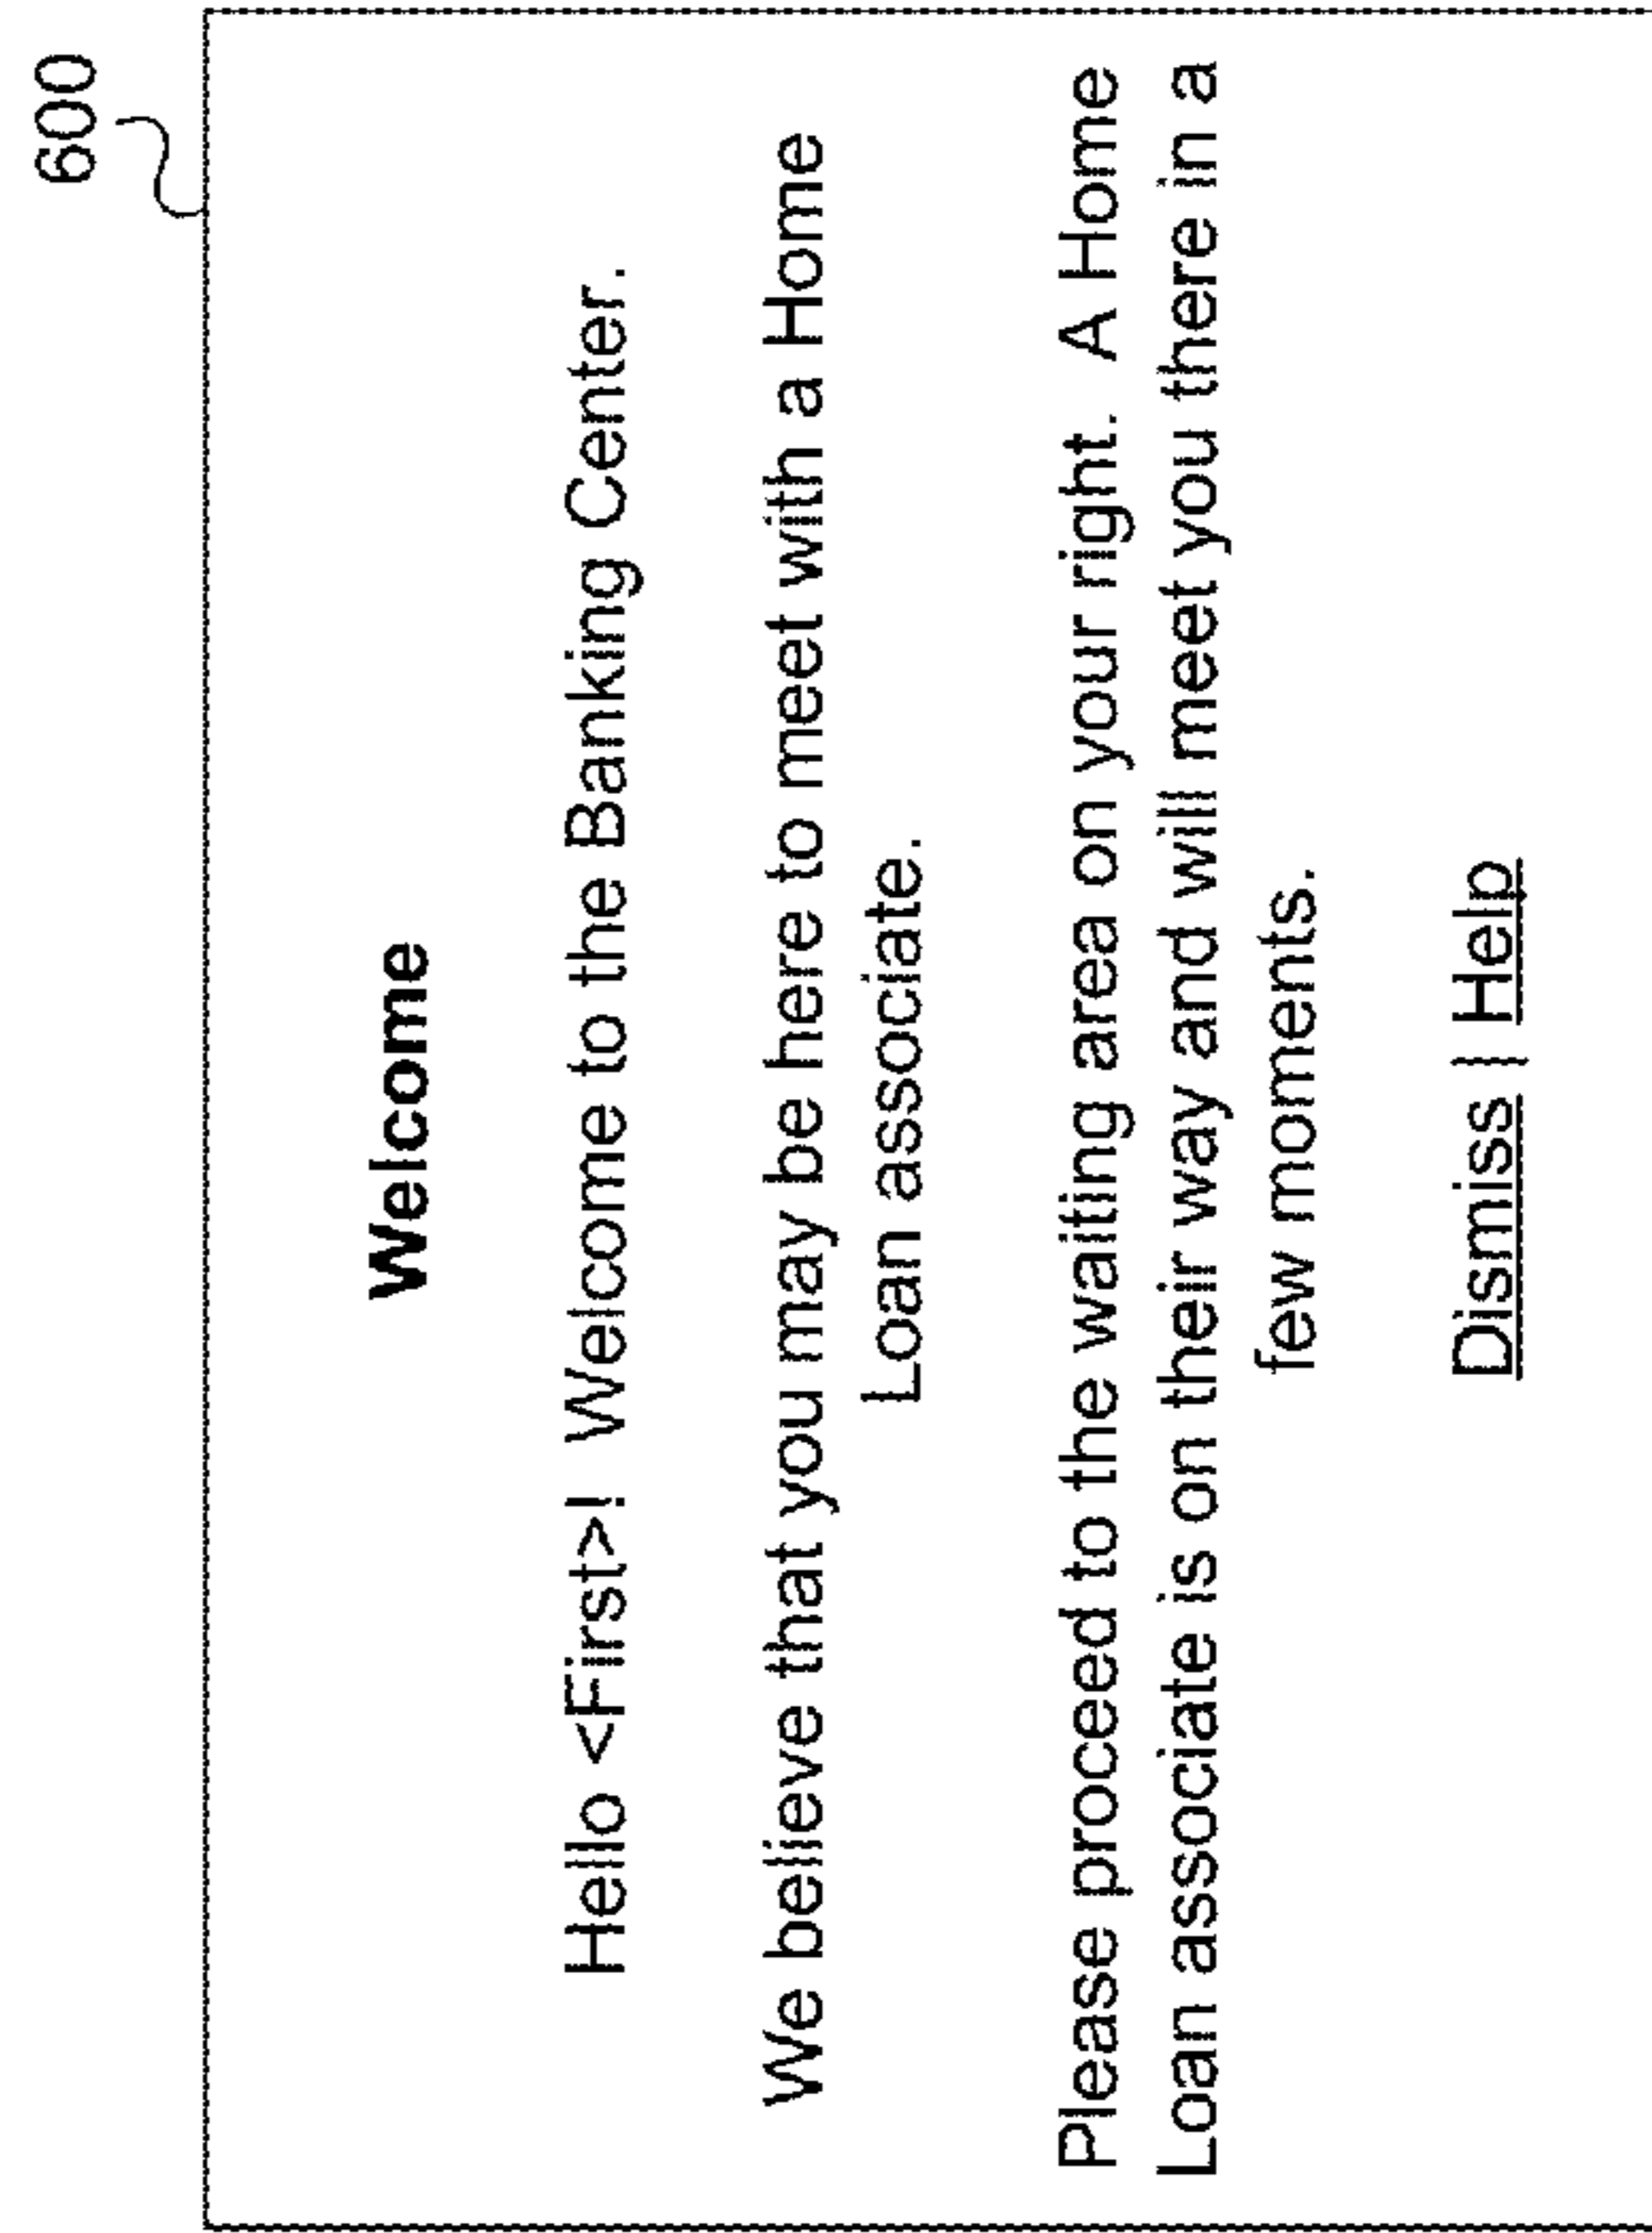 600
Welcome
Hello <First>! Welcome to the Banking Center.
We believe that you may be here to meet with a Home
Loan associate.
Please proceed to the waiting area on your right. A Home
Loan associate is on their way and will meet you there in a
few moments.
Dismiss | Help